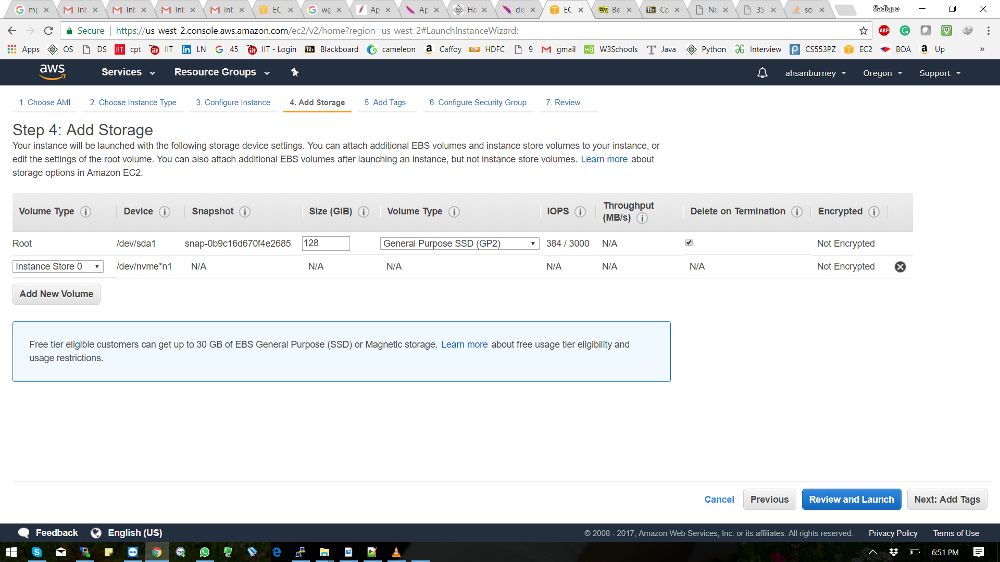 mp Inb Inb Inb Inb EC wg Ap Ap Ha dis EC Be Co Na 35 so Sadique
Secure https://us-west-2.console.aws.amazon.com/ec2/v2/home?region=us-west-2#LaunchInstanceWizard: ABP
Apps OS DS IIT cpt IIT LN 45 IIT - Login Bb Blackboard cameleon Caffoy HDFC 9 gmail W3Schools Java Python Interview CS553PZ EC2 BOA Up »
aws Services Resource Groups ahsanburney Oregon Support
1. Choose AMI 2. Choose Instance Type 3. Configure Instance 4. Add Storage 5. Add Tags 6. Configure Security Group 7. Review
Step 4: Add Storage
Your instance will be launched with the following storage device settings. You can attach additional EBS volumes and instance store volumes to your instance, or
edit the settings of the root volume. You can also attach additional EBS volumes after launching an instance, but not instance store volumes. Learn more about
storage options in Amazon EC2.
Volume Type Device Snapshot Size (GiB) Volume Type IOPS Throughput (MB/s) Delete on Termination Encrypted
Root /dev/sda1 snap-0b9c16d670f4e2685 128 General Purpose SSD (GP2) 384 / 3000 N/A Not Encrypted
Instance Store 0 /dev/nvme*n1 N/A N/A N/A N/A N/A N/A Not Encrypted
Add New Volume
Free tier eligible customers can get up to 30 GB of EBS General Purpose (SSD) or Magnetic storage. Learn more about free usage tier eligibility and
usage restrictions.
Cancel Previous Review and Launch Next: Add Tags
Feedback English (US) © 2008 - 2017, Amazon Web Services, Inc. or its affiliates. All rights reserved. Privacy Policy Terms of Use
6:51 PM